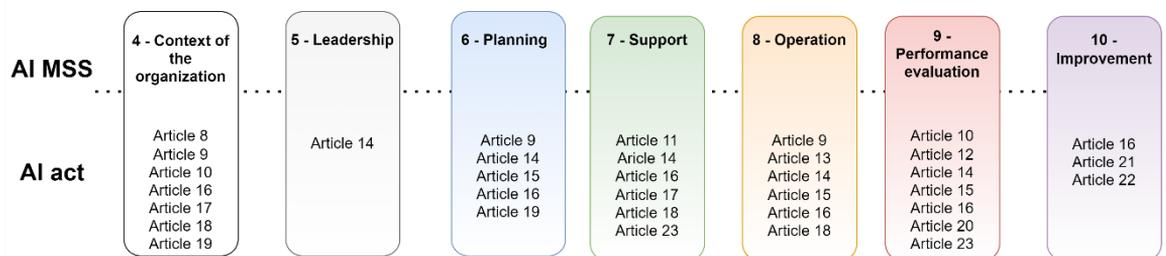 AI MSS
4 - Context of
the
organization
5 - Leadership
6 - Planning
7 - Support
8 - Operation
9 -
Performance
evaluation
10 -
Improvement
AI act
Article 8
Article 9
Article 10
Article 16
Article 17
Article 18
Article 19
Article 14
Article 9
Article 14
Article 15
Article 16
Article 19
Article 11
Article 14
Article 16
Article 17
Article 18
Article 23
Article 9
Article 13
Article 14
Article 15
Article 16
Article 18
Article 10
Article 12
Article 14
Article 15
Article 16
Article 20
Article 23
Article 16
Article 21
Article 22